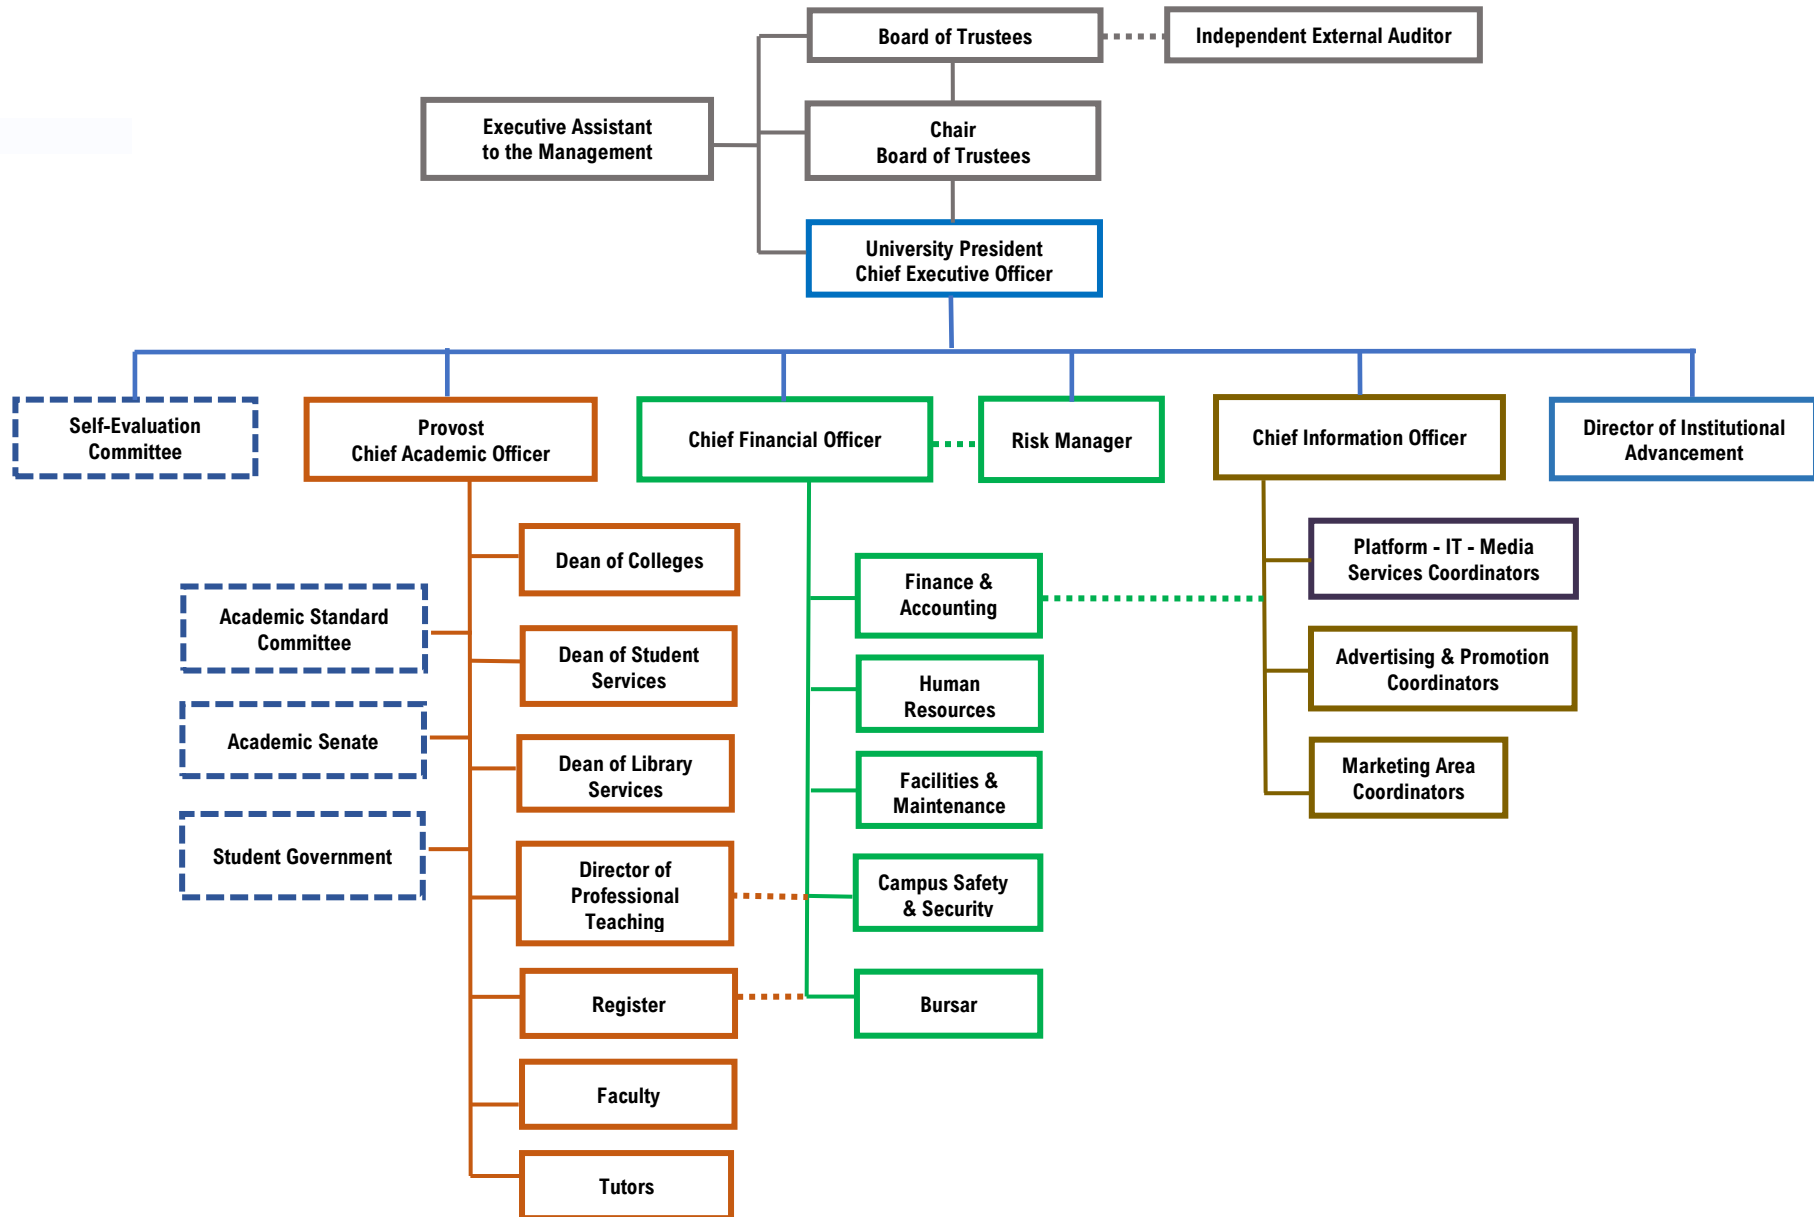 Board of Trustees
Independent External Auditor
Executive Assistant
to the Management
Chair
Board of Trustees
University President
Chief Executive Officer
Self-Evaluation
Committee
Provost
Chief Academic Officer
Chief Financial Officer
Risk Manager
Chief Information Officer
Director of Institutional
Advancement
Dean of Colleges
Academic Standard
Committee
Dean of Student
Services
Academic Senate
Dean of Library
Services
Student Government
Director of
Professional
Teaching
Register
Faculty
Tutors
Finance &
Accounting
Human
Resources
Facilities &
Maintenance
Campus Safety
& Security
Bursar
Platform - IT - Media
Services Coordinators
Advertising & Promotion
Coordinators
Marketing Area
Coordinators